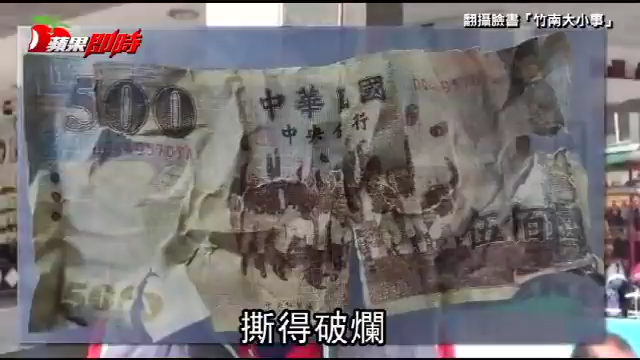 蘋果即時
翻攝臉書「竹南大小事」
500
中華民國
中央銀行
伍佰圓
500
撕得破爛